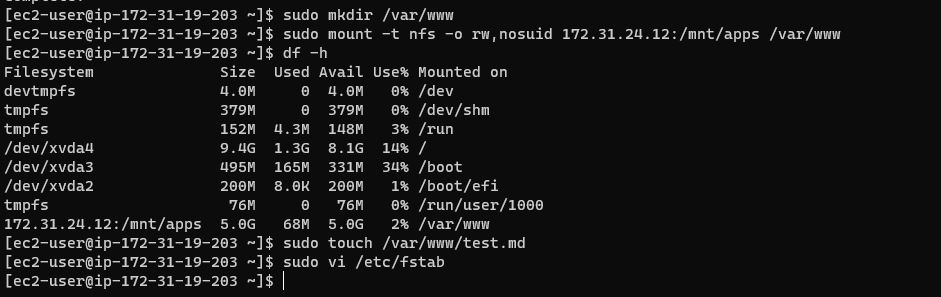 [ec2-user@ip-172-31-19-203 ~]$ sudo mkdir /var/www
[ec2-user@ip-172-31-19-203 ~]$ sudo mount -t nfs -o rw,nosuid 172.31.24.12:/mnt/apps /var/www
[ec2-user@ip-172-31-19-203 ~]$ df -h
Filesystem Size Used Avail Use% Mounted on
devtmpfs 4.0M 0 4.0M 0% /dev
tmpfs 379M 0 379M 0% /dev/shm
tmpfs 152M 4.3M 148M 3% /run
/dev/xvda4 9.4G 1.3G 8.1G 14% /
/dev/xvda3 495M 165M 331M 34% /boot
/dev/xvda2 200M 8.0K 200M 1% /boot/efi
tmpfs 76M 0 76M 0% /run/user/1000
172.31.24.12:/mnt/apps 5.0G 68M 5.0G 2% /var/www
[ec2-user@ip-172-31-19-203 ~]$ sudo touch /var/www/test.md
[ec2-user@ip-172-31-19-203 ~]$ sudo vi /etc/fstab
[ec2-user@ip-172-31-19-203 ~]$